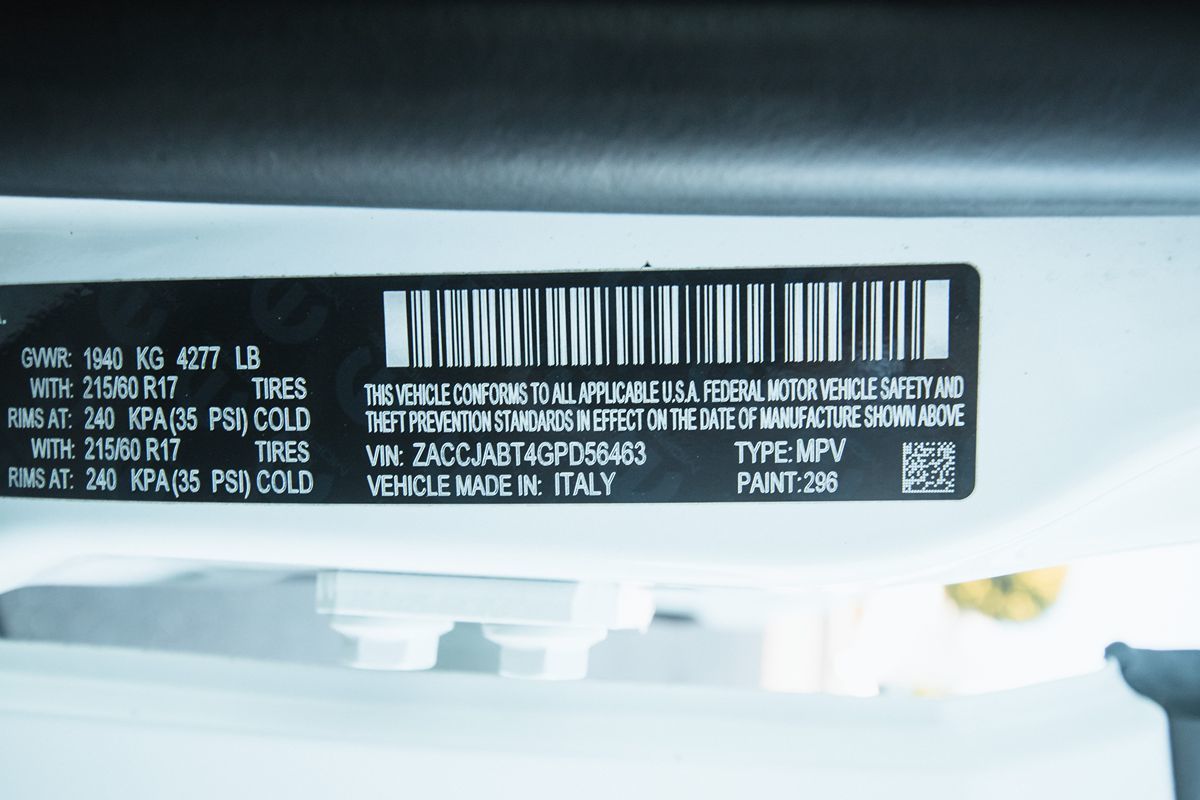 GVWR: 1940 KG 4277 LB
WITH: 215/60 R17 TIRES
RIMS AT: 240 KPA(35 PSI) COLD
WITH: 215/60 R17 TIRES
RIMS AT: 240 KPA(35 PSI) COLD
THIS VEHICLE CONFORMS TO ALL APPLICABLE U.S.A. FEDERAL MOTOR VEHICLE SAFETY AND
THEFT PREVENTION STANDARDS IN EFFECT ON THE DATE OF MANUFACTURE SHOWN ABOVE
VIN: ZACCJABT4GPD56463 TYPE: MPV
VEHICLE MADE IN: ITALY PAINT:296